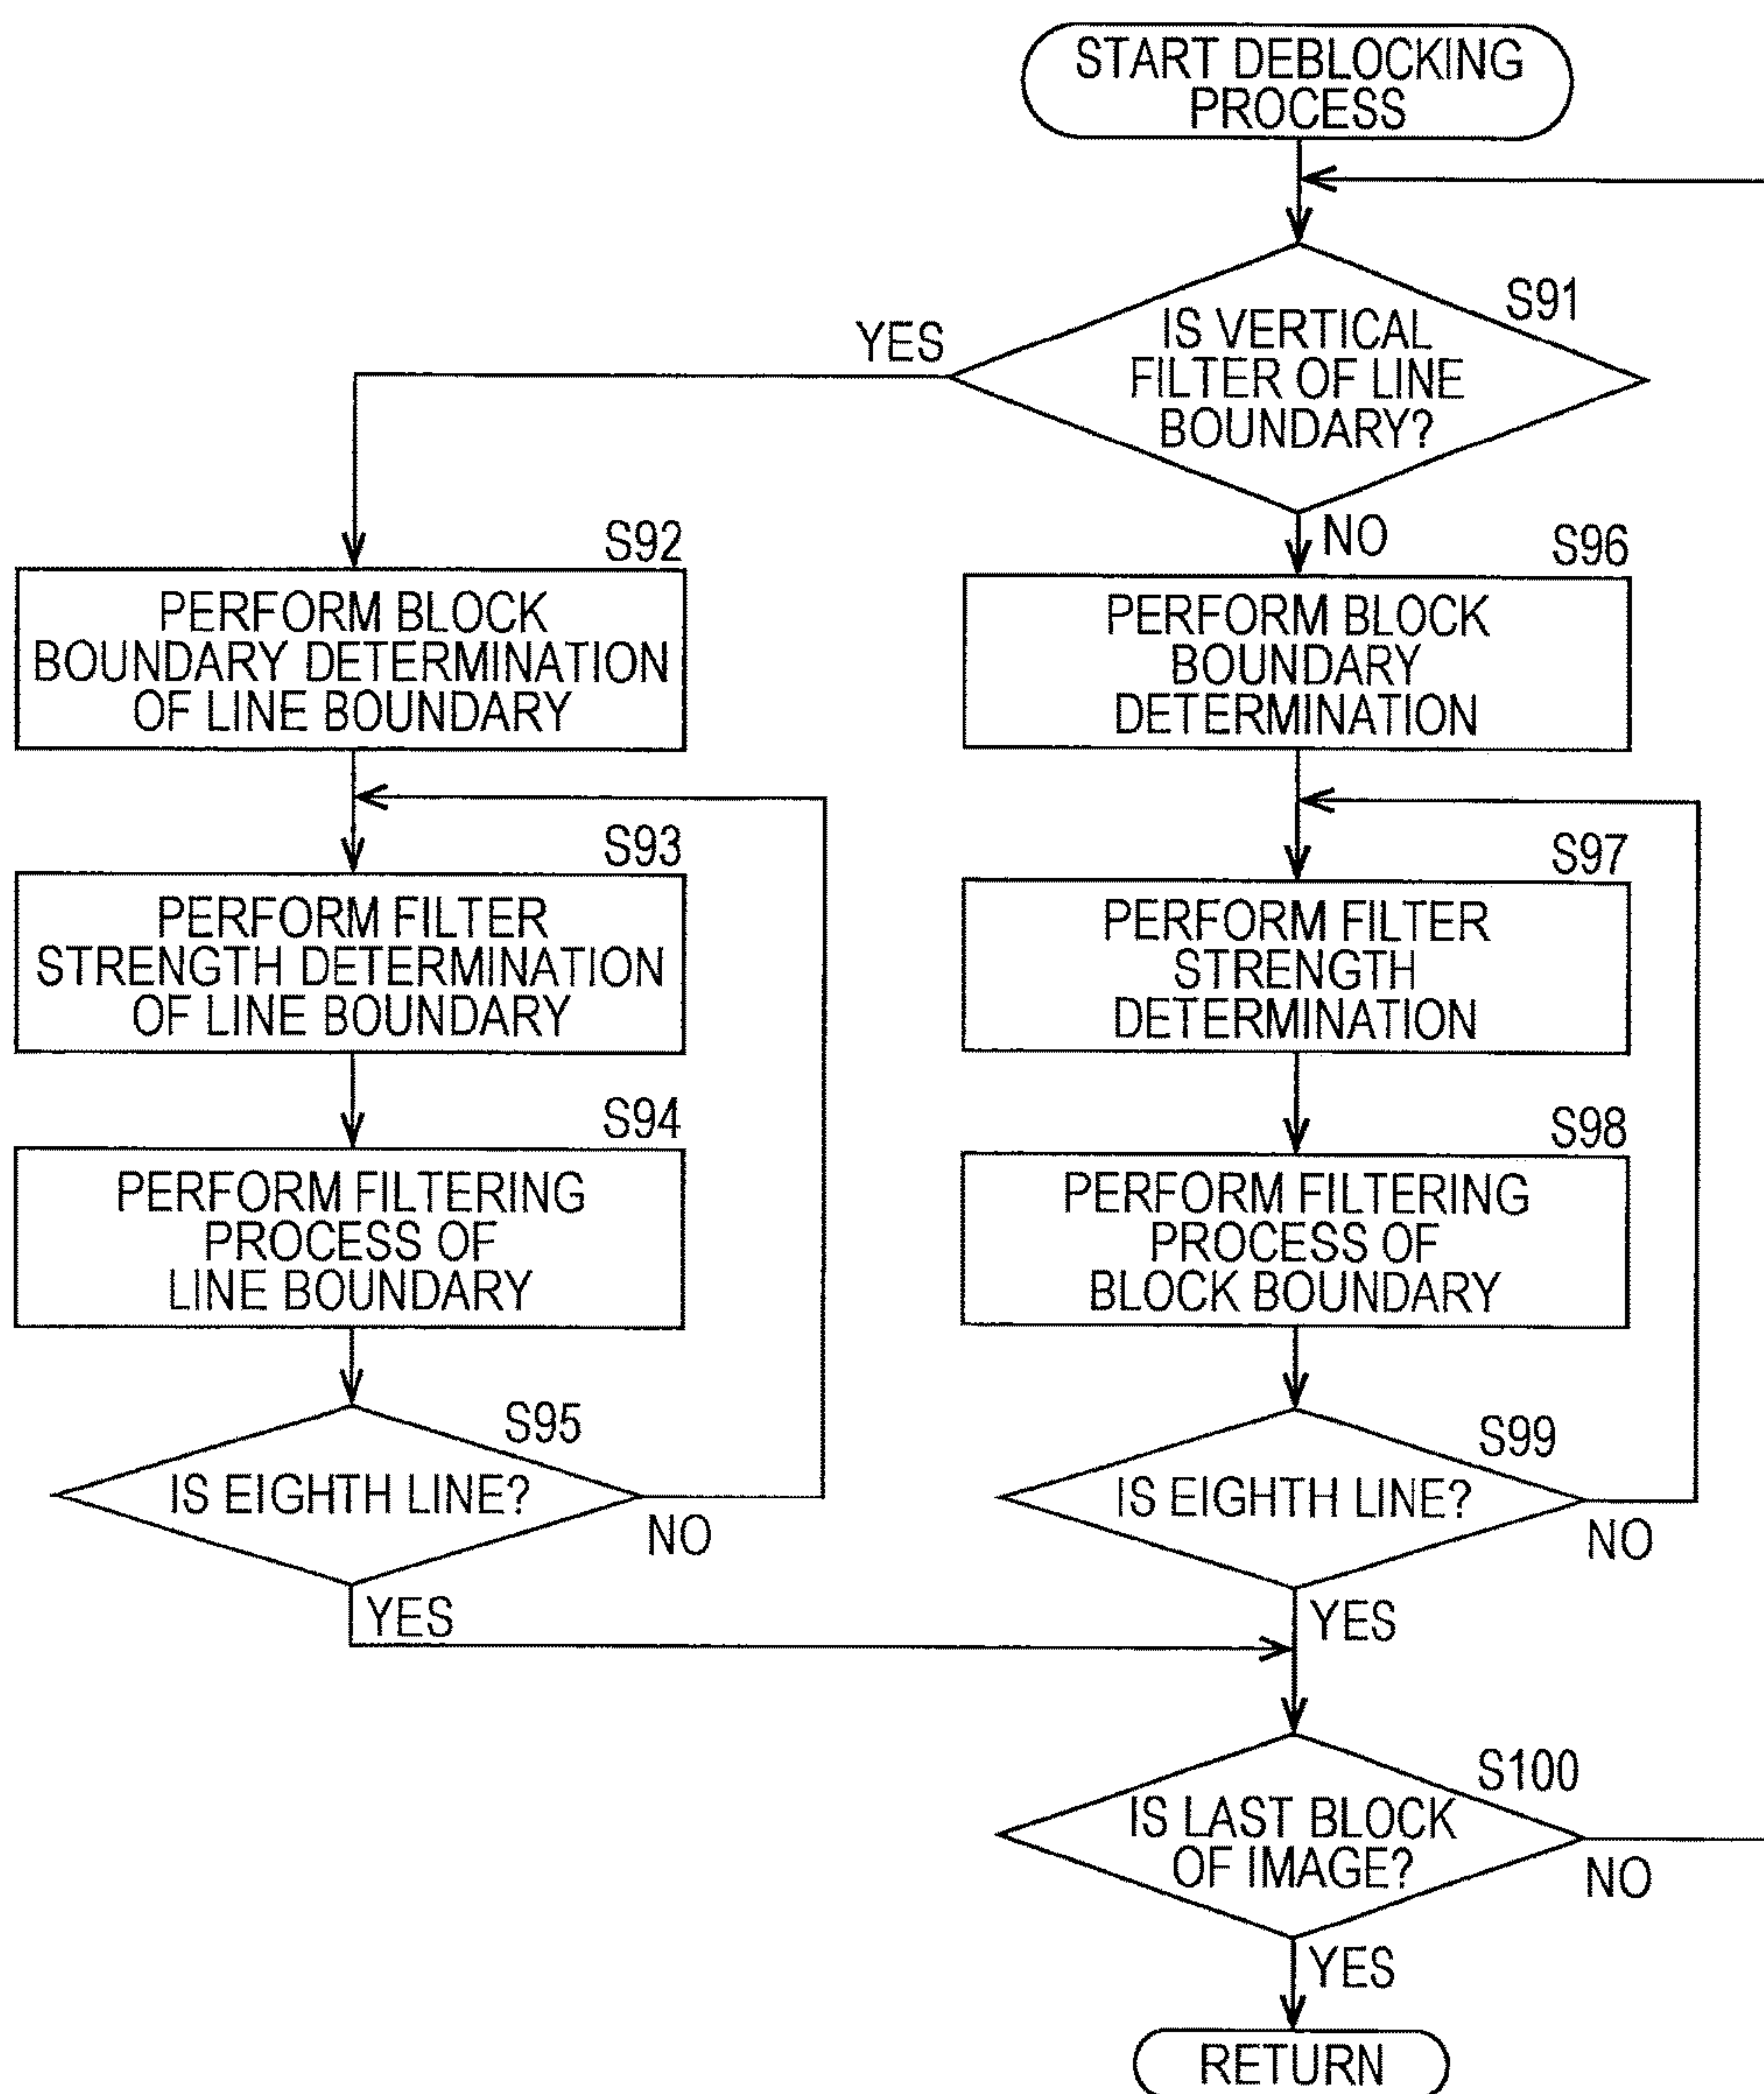 START DEBLOCKING
PROCESS
S91
IS VERTICAL
FILTER OF LINE
BOUNDARY?
YES
NO
S92
PERFORM BLOCK
BOUNDARY DETERMINATION
OF LINE BOUNDARY
S93
PERFORM FILTER
STRENGTH DETERMINATION
OF LINE BOUNDARY
S94
PERFORM FILTERING
PROCESS OF
LINE BOUNDARY
S95
IS EIGHTH LINE?
NO
YES
S96
PERFORM BLOCK
BOUNDARY
DETERMINATION
S97
PERFORM FILTER
STRENGTH
DETERMINATION
S98
PERFORM FILTERING
PROCESS OF
BLOCK BOUNDARY
S99
IS EIGHTH LINE?
NO
YES
S100
IS LAST BLOCK
OF IMAGE?
NO
YES
RETURN